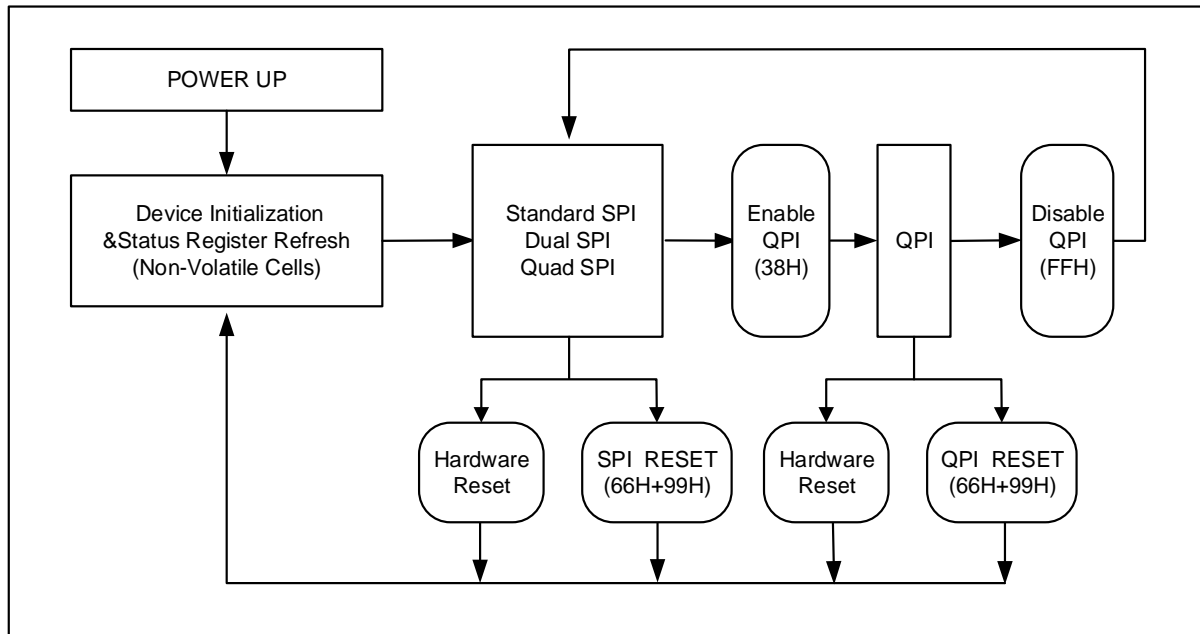 POWER UP
Device Initialization
&Status Register Refresh
(Non-Volatile Cells)
Standard SPI
Dual SPI
Quad SPI
Enable
QPI
(38H)
QPI
Disable
QPI
(FFH)
Hardware
Reset
SPI RESET
(66H+99H)
Hardware
Reset
QPI RESET
(66H+99H)